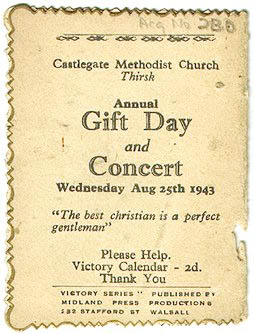 Acq No 2BD
Castlegate Methodist Church
Thirsk
Annual
Gift Day
and
Concert
Wednesday Aug 25th 1943
"The best christian is a perfect
gentleman"
Please Help.
Victory Calendar - 2d.
Thank You
VICTORY SERIES" PUBLISHED BY
MIDLAND PRESS PRODUCTIONS
132 STAFFORD ST WALSALL